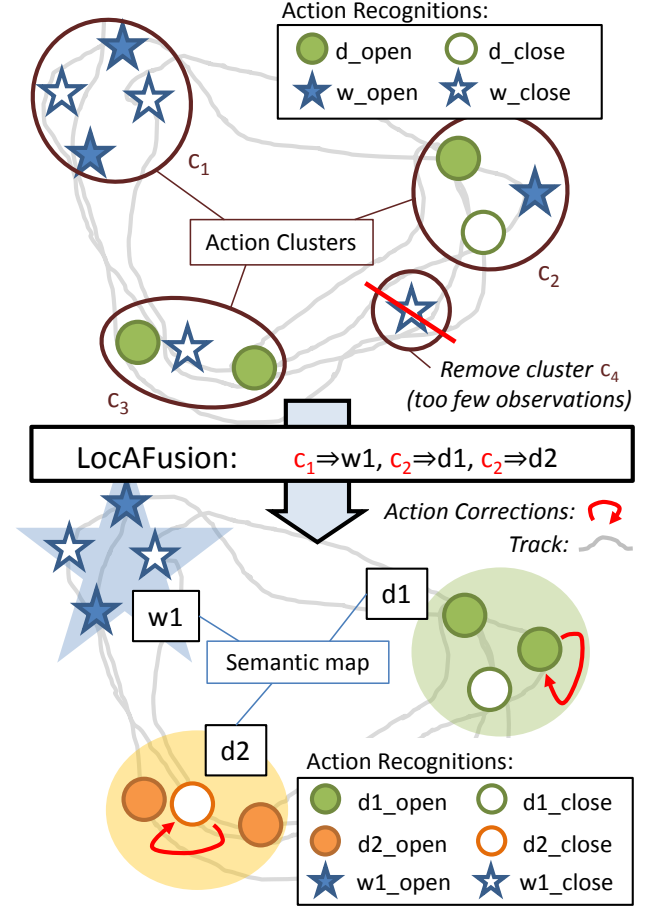 Action Recognitions:
d_open d_close
w_open w_close
c1
Action Clusters
c2
c3
Remove cluster c4
(too few observations)
LocAFusion: c1⇒w1, c2⇒d1, c2⇒d2
Action Corrections:
Track:
d1
w1
Semantic map
d2
Action Recognitions:
d1_open d1_close
d2_open d2_close
w1_open w1_close